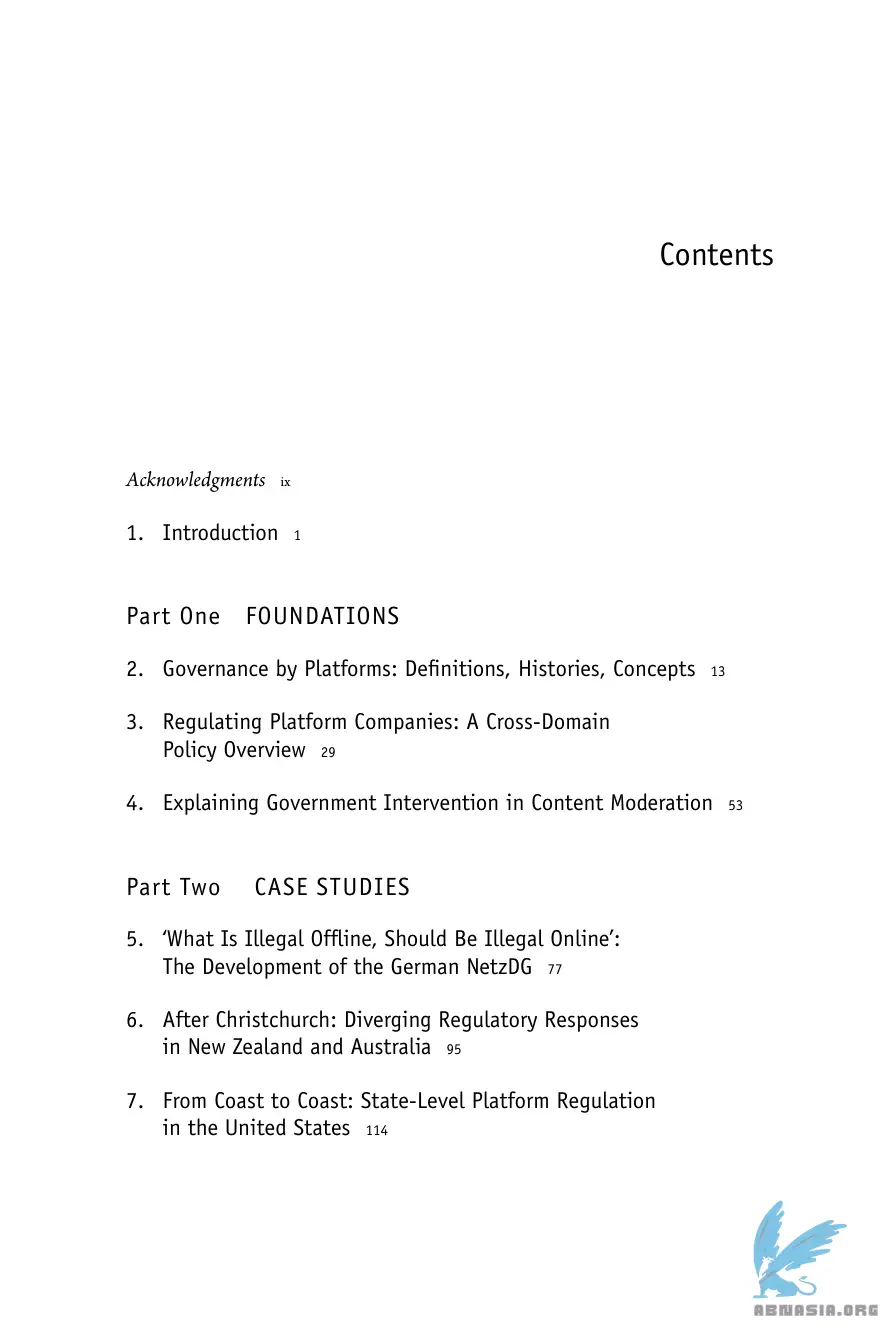 Contents
Acknowledgments ix
1. Introduction 1
Part One FOUNDATIONS
2. Governance by Platforms: Definitions, Histories, Concepts 13
3. Regulating Platform Companies: A Cross-Domain
Policy Overview 29
4. Explaining Government Intervention in Content Moderation 53
Part Two CASE STUDIES
5. ‘What Is Illegal Offline, Should Be Illegal Online’:
The Development of the German NetzDG 77
6. After Christchurch: Diverging Regulatory Responses
in New Zealand and Australia 95
7. From Coast to Coast: State-Level Platform Regulation
in the United States 114
ABNASIA.ORG